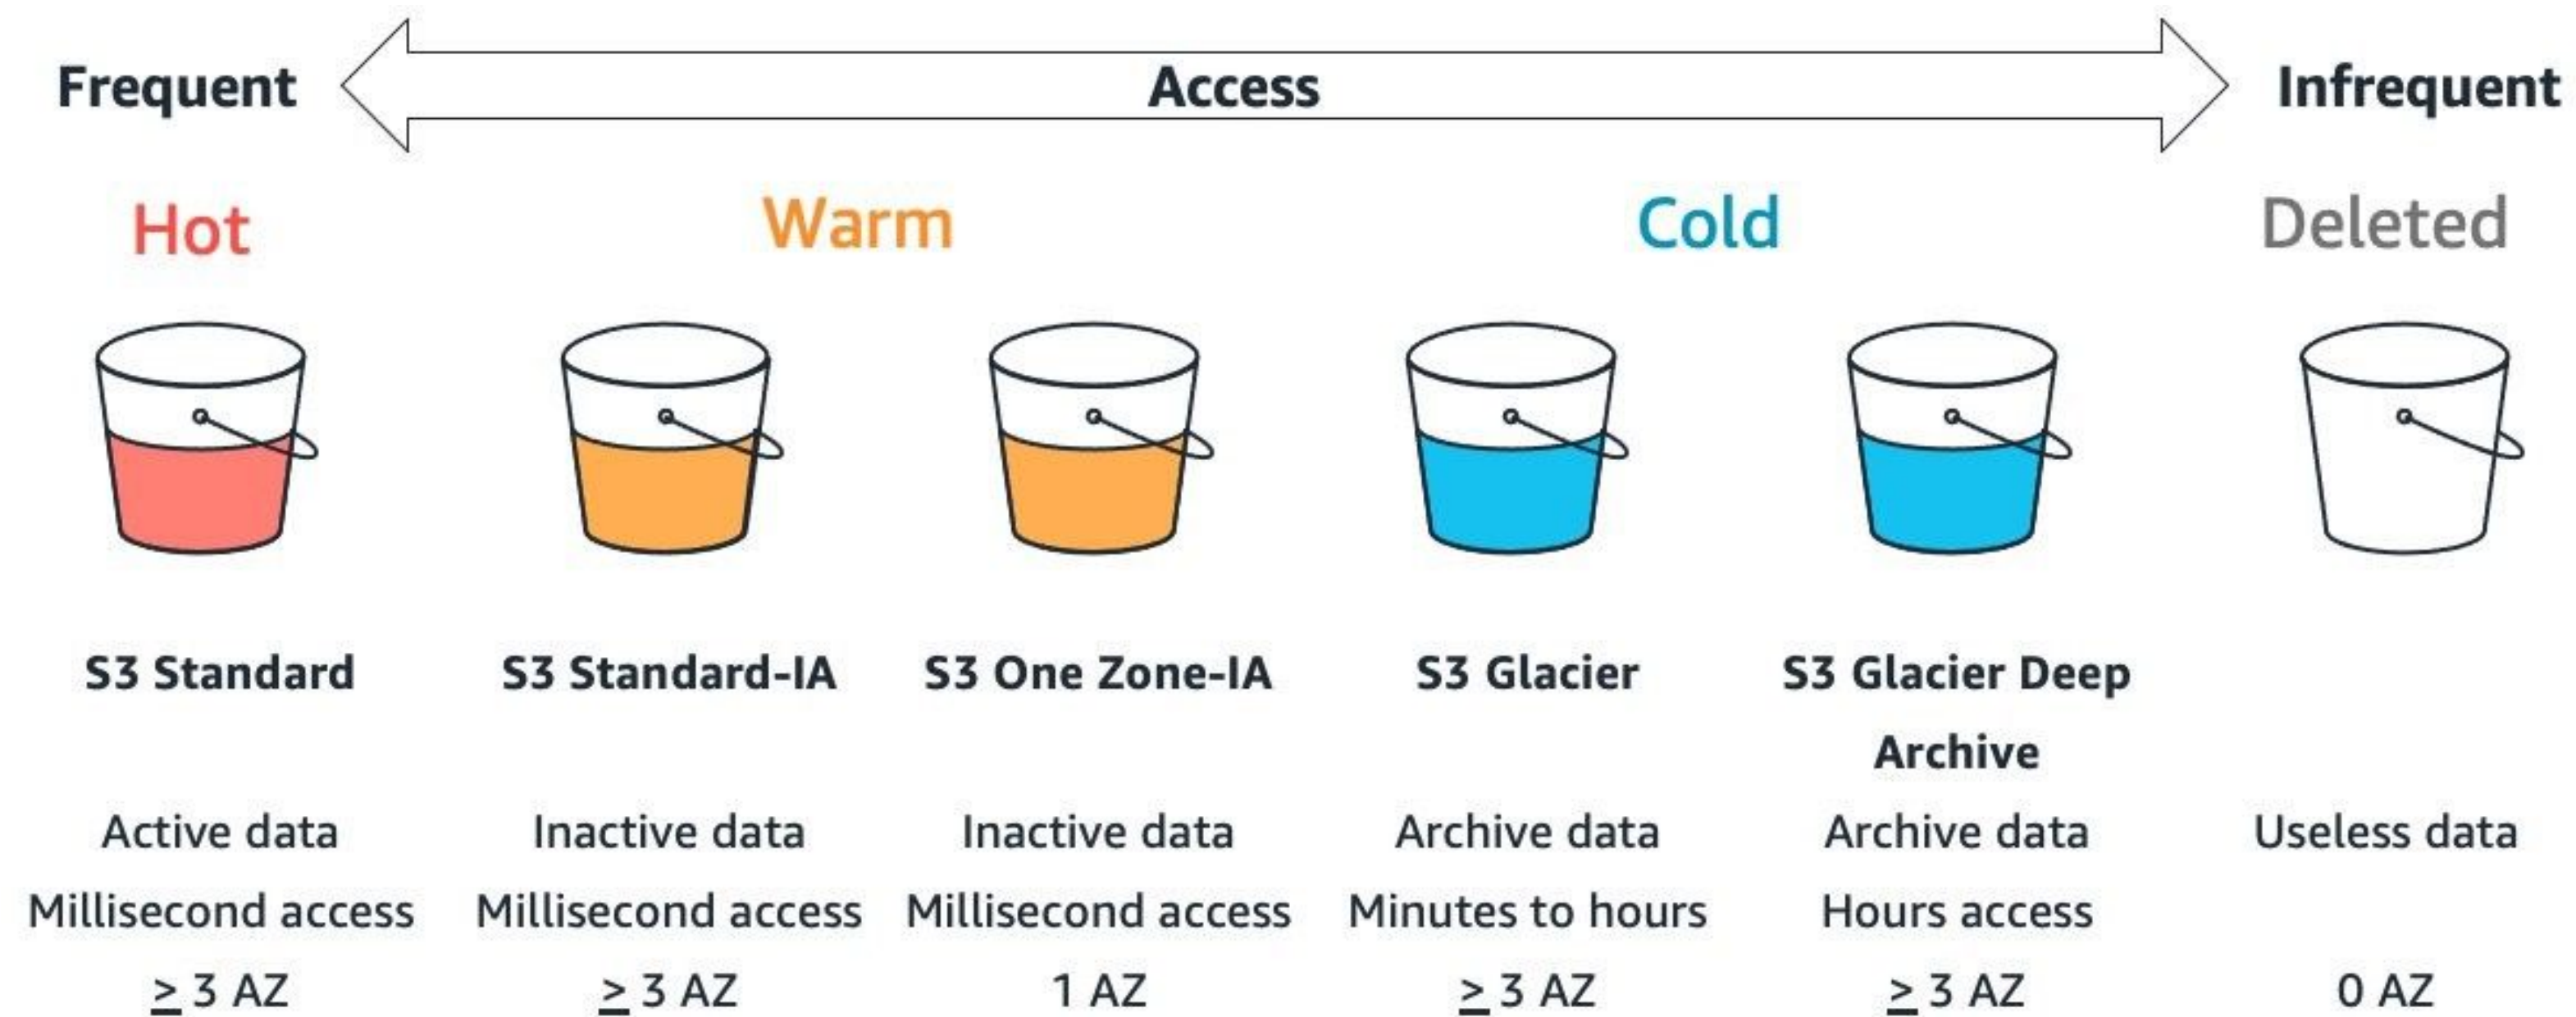 Frequent Access Infrequent
Hot Warm Cold Deleted
S3 Standard S3 Standard-IA S3 One Zone-IA S3 Glacier S3 Glacier Deep
Archive
Active data Inactive data Inactive data Archive data Archive data Useless data
Millisecond access Millisecond access Millisecond access Minutes to hours Hours access
≥ 3 AZ ≥ 3 AZ 1 AZ ≥ 3 AZ ≥ 3 AZ 0 AZ